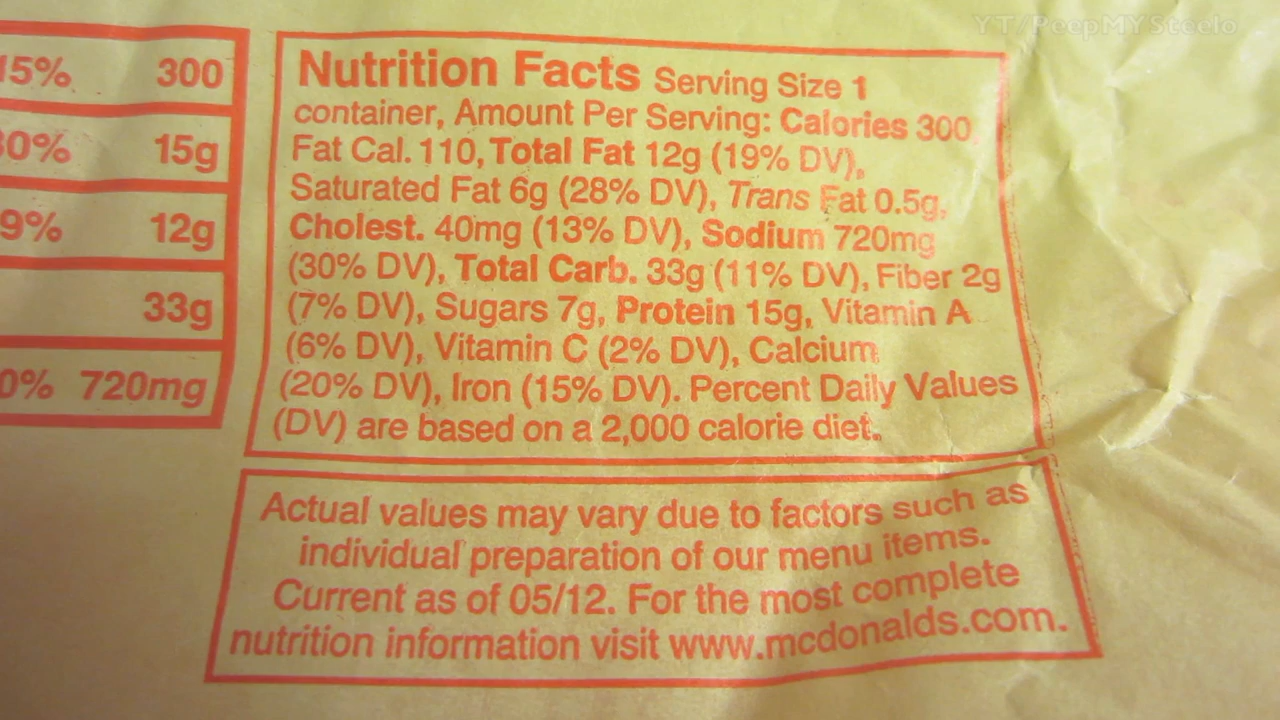 YT/PeepMYSteelo
15% 300
30% 15g
9% 12g
33g
0% 720mg
Nutrition Facts Serving Size 1
container, Amount Per Serving: Calories 300,
Fat Cal. 110, Total Fat 12g (19% DV),
Saturated Fat 6g (28% DV), Trans Fat 0.5g,
Cholest. 40mg (13% DV), Sodium 720mg
(30% DV), Total Carb. 33g (11% DV), Fiber 2g
(7% DV), Sugars 7g, Protein 15g, Vitamin A
(6% DV), Vitamin C (2% DV), Calcium
(20% DV), Iron (15% DV). Percent Daily Values
(DV) are based on a 2,000 calorie diet.
Actual values may vary due to factors such as
individual preparation of our menu items.
Current as of 05/12. For the most complete
nutrition information visit www.mcdonalds.com.